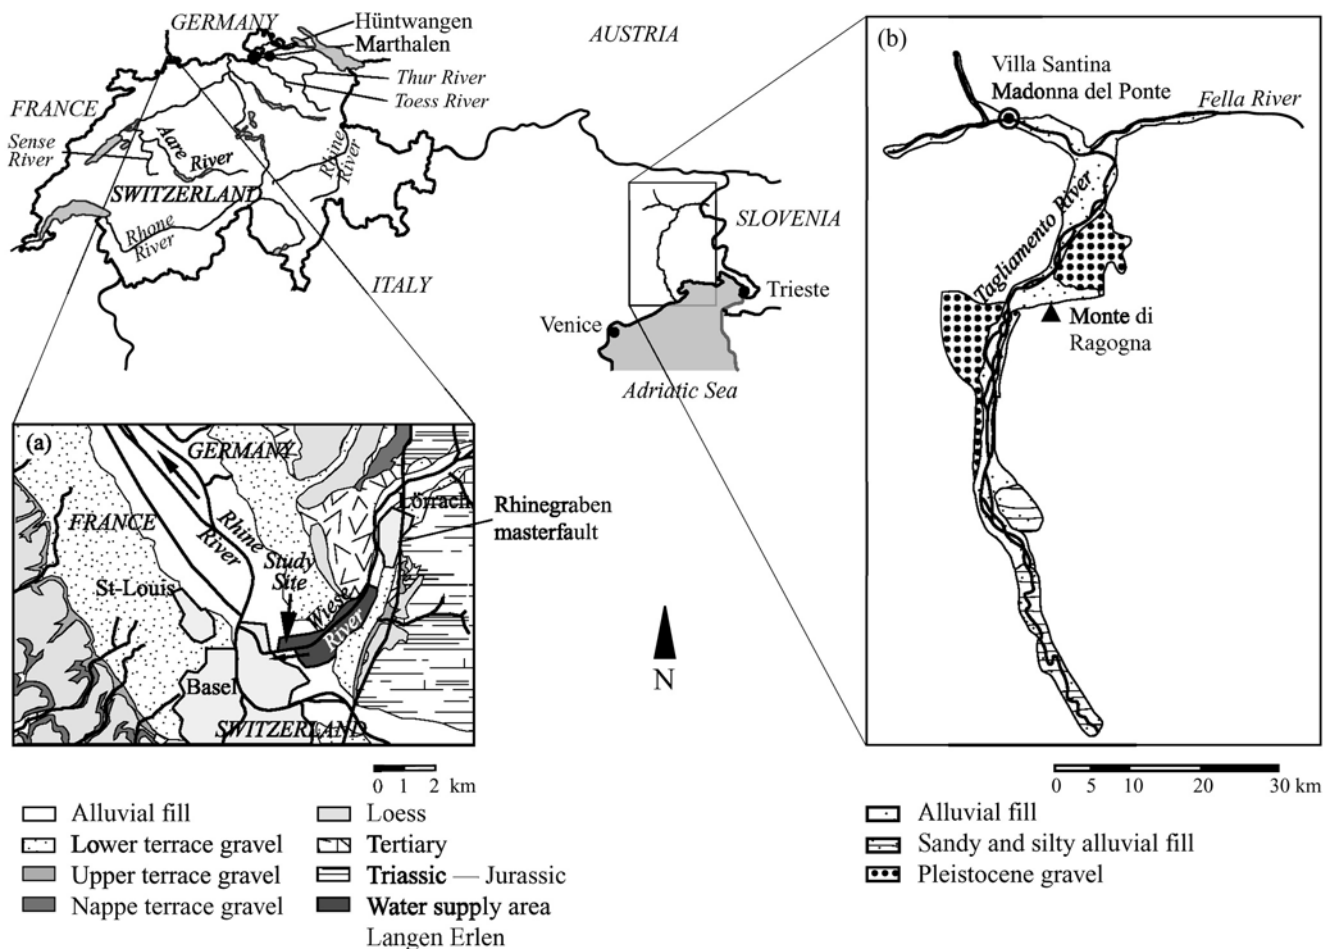 GERMANY
Hüntwangen
Marthalen
AUSTRIA
Thur River
Toess River
FRANCE
Sense
River
Aare
River
Rhine
River
SWITZERLAND
Rhone
River
ITALY
SLOVENIA
Trieste
Venice
Adriatic Sea
(b)
Villa Santina
Madonna del Ponte
Fella River
Tagliamento River
Monte di
Ragogna
(a)
GERMANY
Lörrach
Rhinegraben
masterfault
FRANCE
Rhine
River
Study
Site
St-Louis
Wiese
River
Basel
SWITZERLAND
N
0 1 2 km
Alluvial fill
Lower terrace gravel
Upper terrace gravel
Nappe terrace gravel
Loess
Tertiary
Triassic — Jurassic
Water supply area
Langen Erlen
0 5 10 20 30 km
Alluvial fill
Sandy and silty alluvial fill
Pleistocene gravel